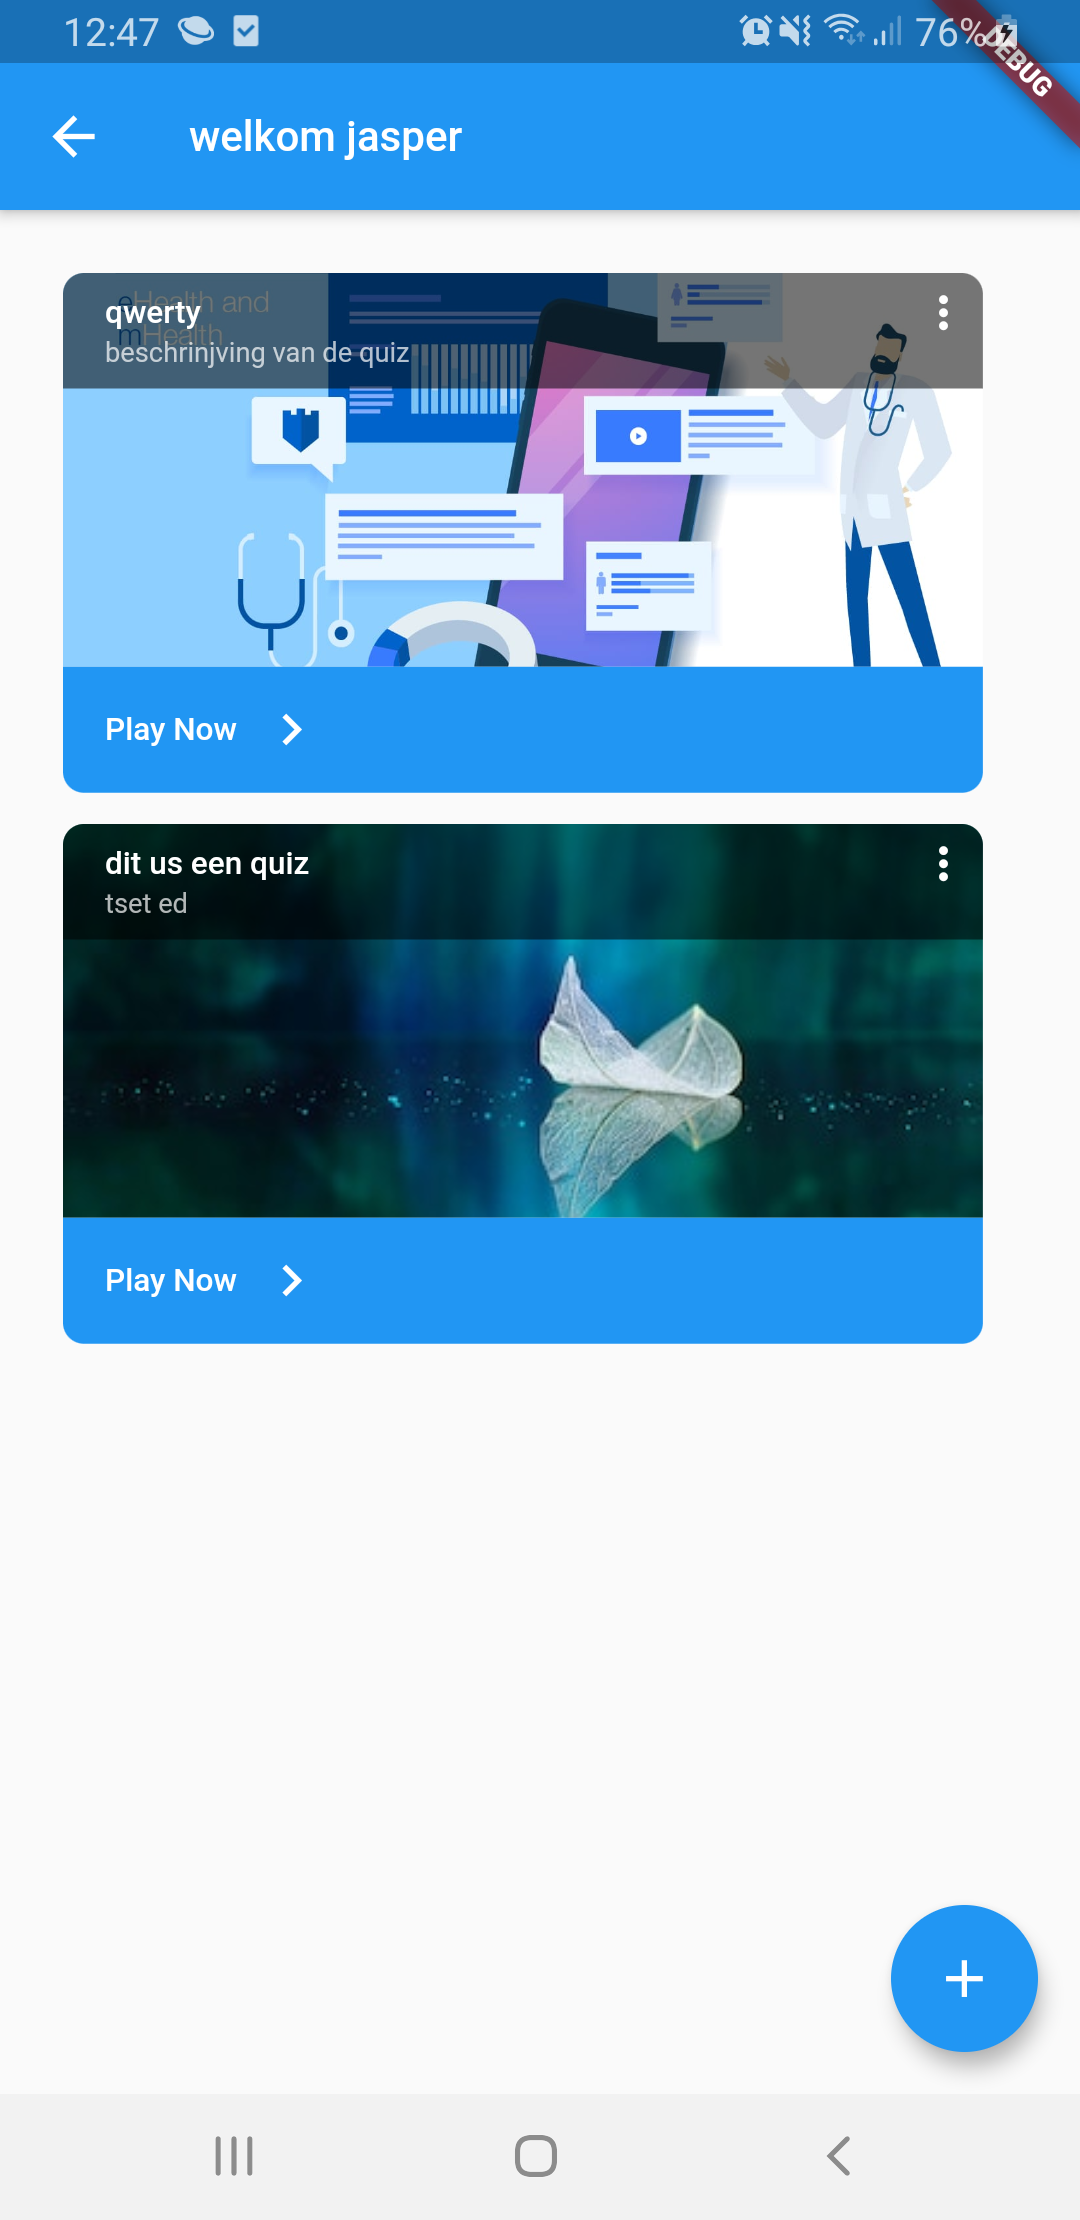 12:47
76%
DEBUG
welkom jasper
eHealth and
mHealth
qwerty
beschrinjving van de quiz
Play Now
dit us een quiz
tset ed
Play Now